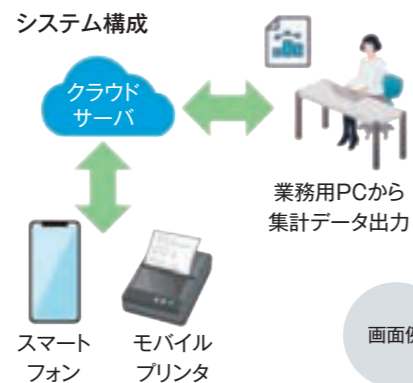 システム構成
クラウド
サーバ
業務用PCから
集計データ出力
スマート
フォン
モバイル
プリンタ
画面例